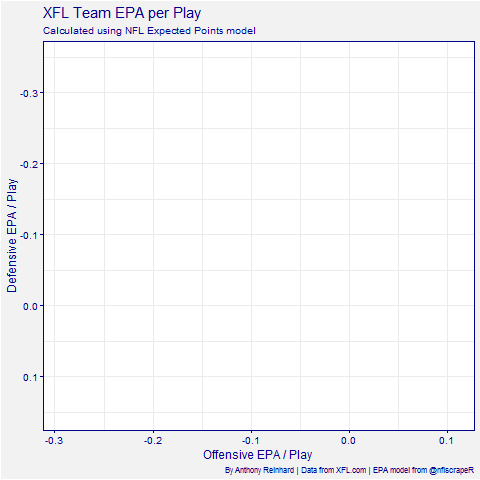 XFL Team EPA per Play
Calculated using NFL Expected Points model
-0.3
-0.2
-0.1
0.0
0.1
Defensive EPA / Play
-0.3
-0.2
-0.1
0.0
0.1
Offensive EPA / Play
By Anthony Reinhard | Data from XFL.com | EPA model from @nflscrapeR